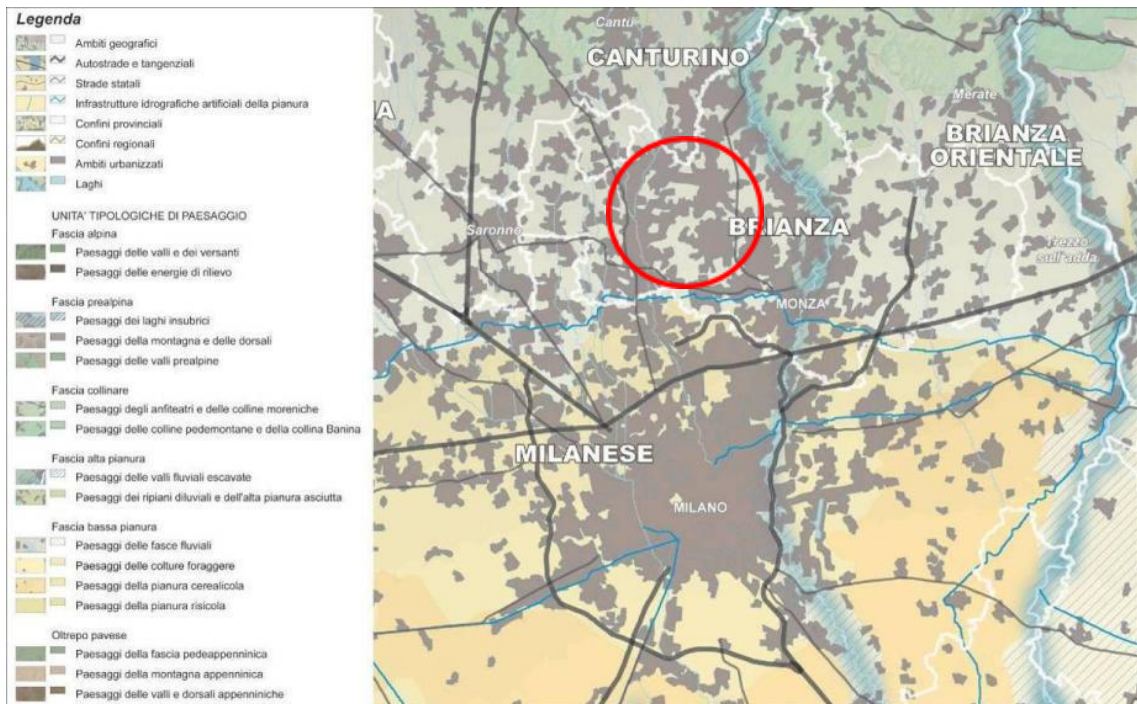 Legenda
Ambiti geografici
Autostrade e tangenziali
Strade statali
Infrastrutture idrografiche artificiali della pianura
Confini provinciali
Confini regionali
Ambiti urbanizzati
Laghi
UNITA' TIPOLOGICHE DI PAESAGGIO
Fascia alpina
Paesaggi delle valli e dei versanti
Paesaggi delle energie di rilievo
Fascia prealpina
Paesaggi dei laghi insubrici
Paesaggi della montagna e delle dorsali
Paesaggi delle valli prealpine
Fascia collinare
Paesaggi degli anfiteatri e delle colline moreniche
Paesaggi delle colline pedemontane e della collina Banina
Fascia alta pianura
Paesaggi delle valli fluviali escavate
Paesaggi dei ripiani diluviali e dell'alta pianura asciutta
Fascia bassa pianura
Paesaggi delle fasce fluviali
Paesaggi delle colture foraggere
Paesaggi della pianura cerealicola
Paesaggi della pianura risicola
Oltrepo pavese
Paesaggi della fascia pedeappenninica
Paesaggi della montagna appenninica
Paesaggi delle valli e dorsali appenniniche
Cantù
CANTURINO
Merate
BRIANZA
ORIENTALE
Saronno
BRIANZA
Trezzo
sull'adda
MONZA
MILANESE
MILANO